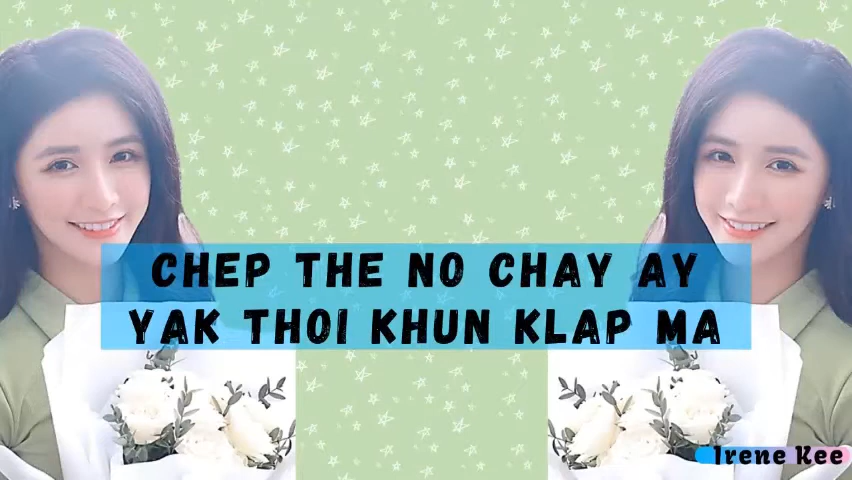 CHEP THE NO CHAY AY
YAK THOI KHUN KLAP MA
Irene Kee